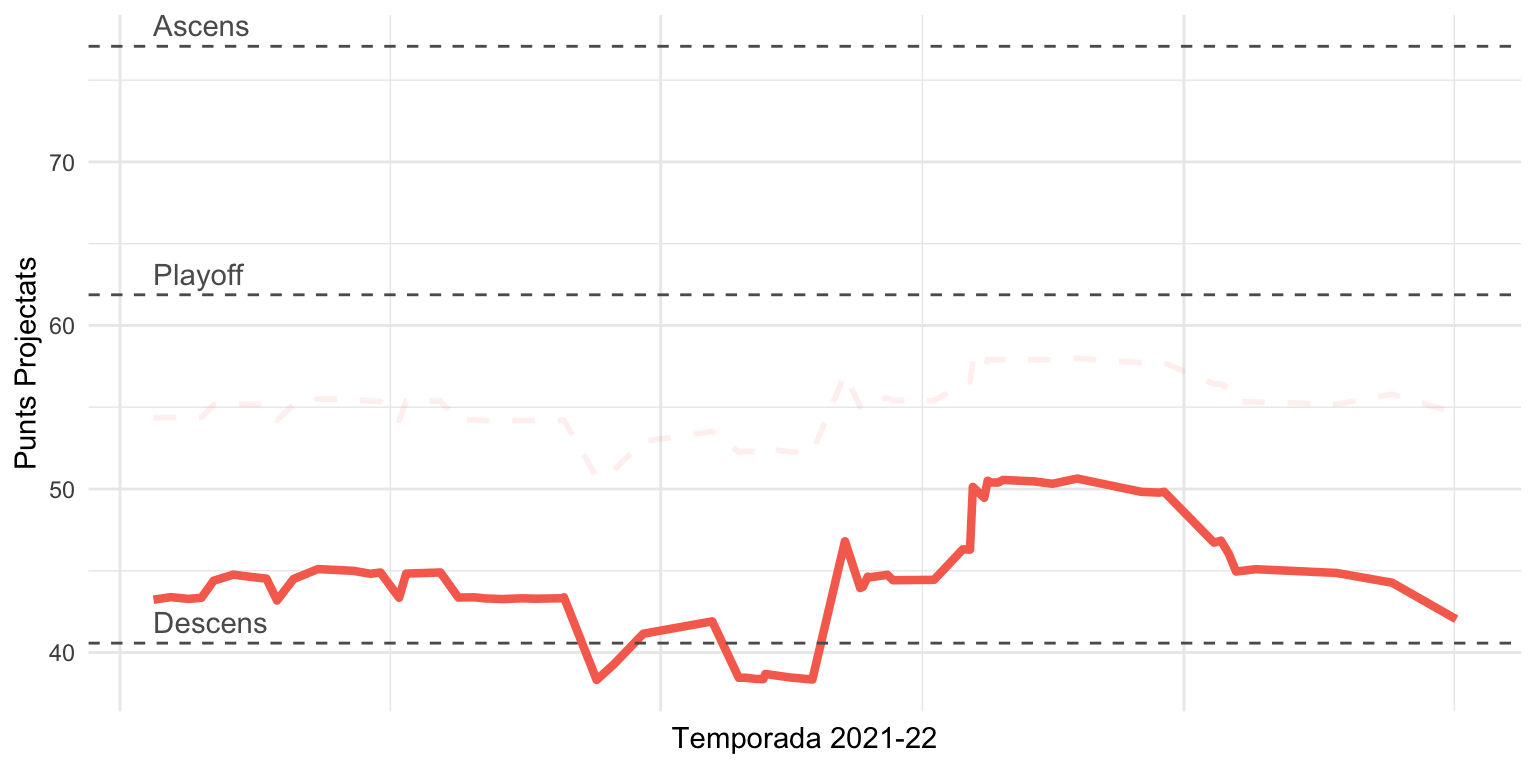 Ascens
70
Playoff
60
Punts Projectats
50
Descens
40
Temporada 2021-22